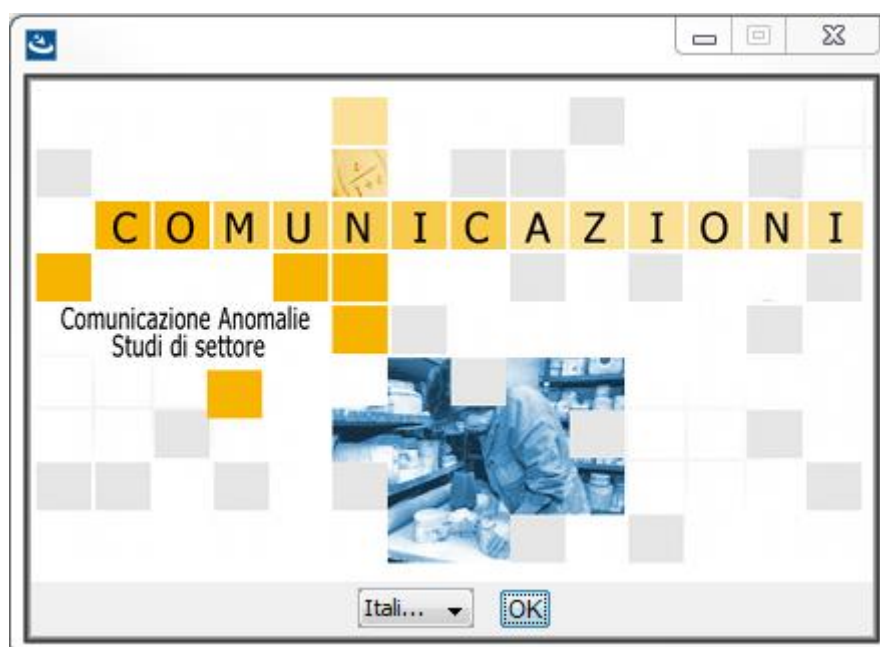 COMUNICAZIONI
Comunicazione Anomalie
Studi di settore
Itali...
OK